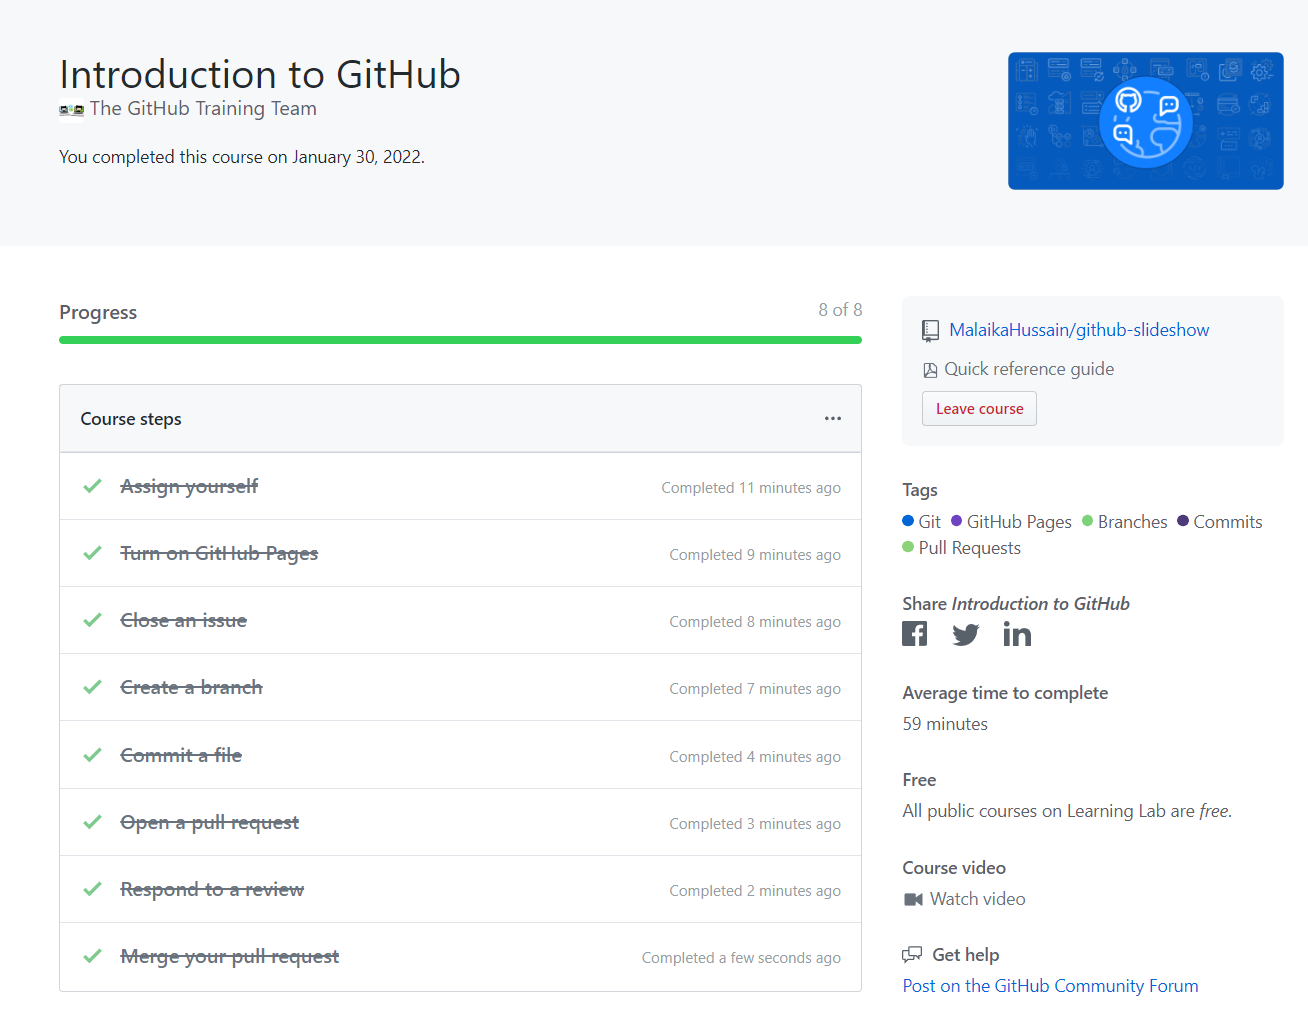 Introduction to GitHub
The GitHub Training Team
You completed this course on January 30, 2022.
Progress
8 of 8
Course steps
Assign yourself
Completed 11 minutes ago
Turn on GitHub Pages
Completed 9 minutes ago
Close an issue
Completed 8 minutes ago
Create a branch
Completed 7 minutes ago
Commit a file
Completed 4 minutes ago
Open a pull request
Completed 3 minutes ago
Respond to a review
Completed 2 minutes ago
Merge your pull request
Completed a few seconds ago
MalaikaHussain/github-slideshow
Quick reference guide
Leave course
Tags
Git GitHub Pages Branches Commits
Pull Requests
Share Introduction to GitHub
Average time to complete
59 minutes
Free
All public courses on Learning Lab are free.
Course video
Watch video
Get help
Post on the GitHub Community Forum